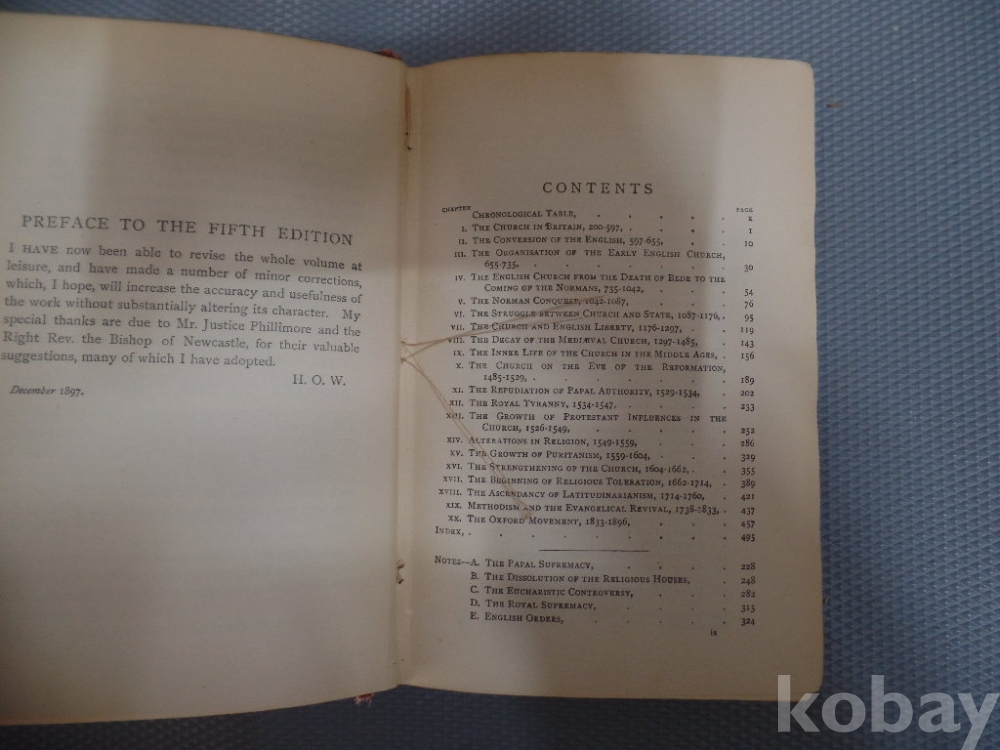 PREFACE TO THE FIFTH EDITION
I HAVE now been able to revise the whole volume at
leisure, and have made a number of minor corrections,
which, I hope, will increase the accuracy and usefulness of
the work without substantially altering its character. My
special thanks are due to Mr. Justice Phillimore and the
Right Rev. the Bishop of Newcastle, for their valuable
suggestions, many of which I have adopted.
H. O. W.
December 1897.
CONTENTS
CHAPTER PAGE
CHRONOLOGICAL TABLE, . . . . . x
I. THE CHURCH IN BRITAIN, 200-597, . . . . 1
II. THE CONVERSION OF THE ENGLISH, 597-655, . . . 10
III. THE ORGANISATION OF THE EARLY ENGLISH CHURCH,
655-735, . . . . . . 30
IV. THE ENGLISH CHURCH FROM THE DEATH OF BEDE TO THE
COMING OF THE NORMANS, 735-1042, . . . 54
V. THE NORMAN CONQUEST, 1042-1087, . . . 76
VI. THE STRUGGLE BETWEEN CHURCH AND STATE, 1087-1176, . 95
VII. THE CHURCH AND ENGLISH LIBERTY, 1176-1297, . . 119
VIII. THE DECAY OF THE MEDIÆVAL CHURCH, 1297-1485, . 143
IX. THE INNER LIFE OF THE CHURCH IN THE MIDDLE AGES, . 156
X. THE CHURCH ON THE EVE OF THE REFORMATION,
1485-1529, . . . . . . 189
XI. THE REPUDIATION OF PAPAL AUTHORITY, 1529-1534, . 202
XII. THE ROYAL TYRANNY, 1534-1547, . . . . 233
XIII. THE GROWTH OF PROTESTANT INFLUENCES IN THE
CHURCH, 1526-1549, . . . . . 252
XIV. ALTERATIONS IN RELIGION, 1549-1559, . . . 286
XV. THE GROWTH OF PURITANISM, 1559-1604, . . . 329
XVI. THE STRENGTHENING OF THE CHURCH, 1604-1662, . . 355
XVII. THE BEGINNING OF RELIGIOUS TOLERATION, 1662-1714, . 389
XVIII. THE ASCENDANCY OF LATITUDINARIANISM, 1714-1760, . 421
XIX. METHODISM AND THE EVANGELICAL REVIVAL, 1738-1833, . 437
XX. THE OXFORD MOVEMENT, 1833-1896, . . . 457
INDEX, . . . . . . . . 495
NOTES—A. THE PAPAL SUPREMACY, . . . . 228
B. THE DISSOLUTION OF THE RELIGIOUS HOUSES, . . 248
C. THE EUCHARISTIC CONTROVERSY, . . . 282
D. THE ROYAL SUPREMACY, . . . . 315
E. ENGLISH ORDERS, . . . . . 324
ix
kobay